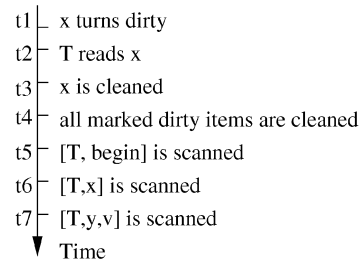 t1 x turns dirty
t2 T reads x
t3 x is cleaned
t4 all marked dirty items are cleaned
t5 [T, begin] is scanned
t6 [T,x] is scanned
t7 [T,y,v] is scanned
Time